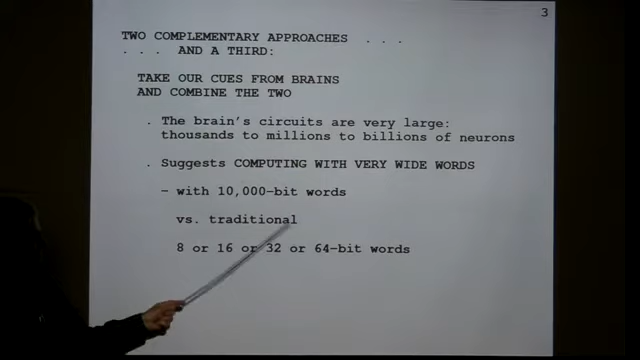 3
TWO COMPLEMENTARY APPROACHES . . .
. . . AND A THIRD:
TAKE OUR CUES FROM BRAINS
AND COMBINE THE TWO
. The brain's circuits are very large:
thousands to millions to billions of neurons
. Suggests COMPUTING WITH VERY WIDE WORDS
– with 10,000–bit words
vs. traditional
8 or 16 or 32 or 64–bit words